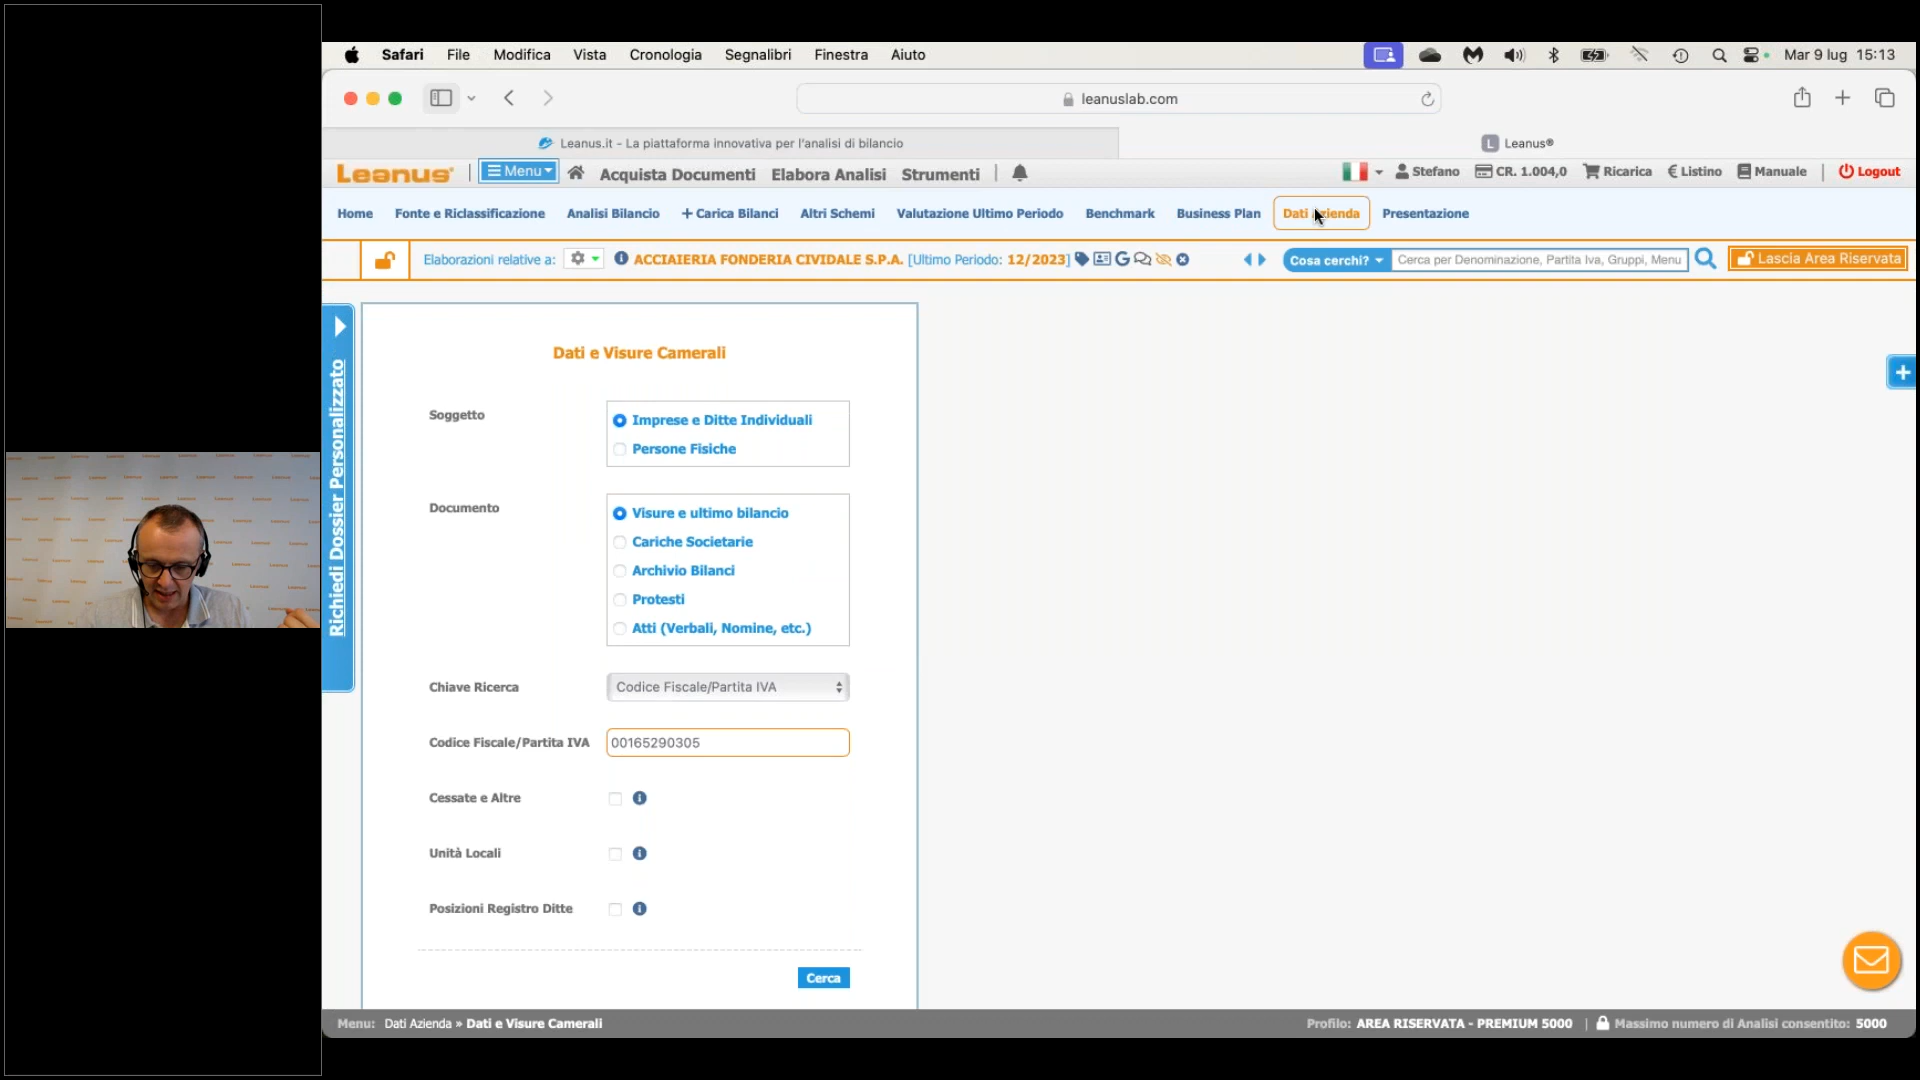 Safari File Modifica Vista Cronologia Segnalibri Finestra Aiuto Mar 9 lug 15:13
leanuslab.com
Leanus.it - La piattaforma innovativa per l'analisi di bilancio
L Leanus®
Leanus® | Menu Acquista Documenti Elabora Analisi Strumenti | Stefano CR. 1.004,0 Ricarica € Listino Manuale | Logout
Home Fonte e Riclassificazione Analisi Bilancio + Carica Bilanci Altri Schemi Valutazione Ultimo Periodo Benchmark Business Plan Dati Azienda Presentazione
Elaborazioni relative a: ACCIAIERIA FONDERIA CIVIDALE S.P.A. [Ultimo Periodo: 12/2023] Cosa cerchi? Cerca per Denominazione, Partita Iva, Gruppi, Menu Lascia Area Riservata
Richiedi Dossier Personalizzato
Dati e Visure Camerali
Soggetto
Imprese e Ditte Individuali
Persone Fisiche
Documento
Visure e ultimo bilancio
Cariche Societarie
Archivio Bilanci
Protesti
Atti (Verbali, Nomine, etc.)
Chiave Ricerca Codice Fiscale/Partita IVA
Codice Fiscale/Partita IVA 00165290305
Cessate e Altre
Unità Locali
Posizioni Registro Ditte
Cerca
Menu: Dati Azienda » Dati e Visure Camerali
Profilo: AREA RISERVATA - PREMIUM 5000 | Massimo numero di Analisi consentito: 5000